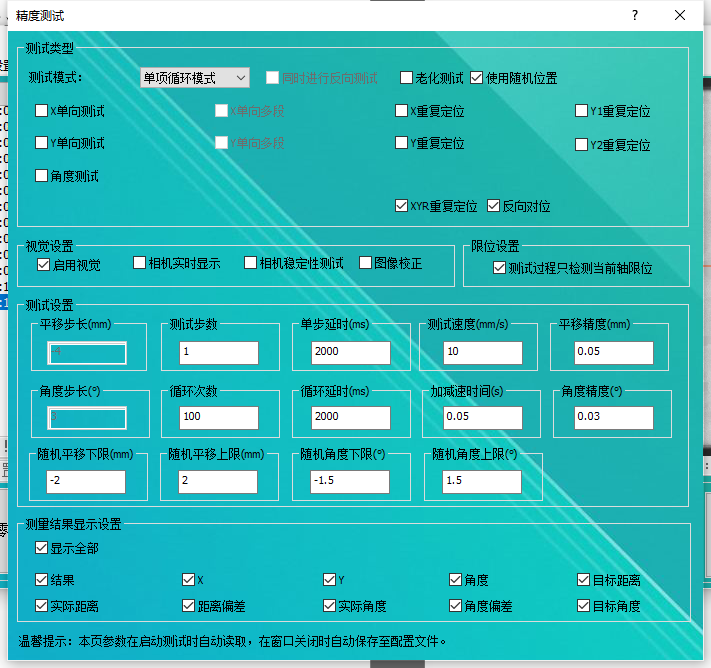 精度测试
测试类型
测试模式: 单项循环模式 同时进行反向测试 老化测试 使用随机位置
X单向测试 X单向多段 X重复定位 Y1重复定位
Y单向测试 Y单向多段 Y重复定位 Y2重复定位
角度测试
XYR重复定位 反向对位
视觉设置 限位设置
启用视觉 相机实时显示 相机稳定性测试 图像校正 测试过程只检测当前轴限位
测试设置
平移步长(mm) 测试步数 单步延时(ms) 测试速度(mm/s) 平移精度(mm)
1 2000 10 0.05
角度步长(°) 循环次数 循环延时(ms) 加减速时间(s) 角度精度(°)
100 2000 0.05 0.03
随机平移下限(mm) 随机平移上限(mm) 随机角度下限(°) 随机角度上限(°)
-2 2 -1.5 1.5
测里结果显示设置
显示全部
结果 X Y 角度 目标距离
实际距离 距离偏差 实际角度 角度偏差 目标角度
温馨提示: 本页参数在启动测试时自动读取, 在窗口关闭时自动保存至配置文件。